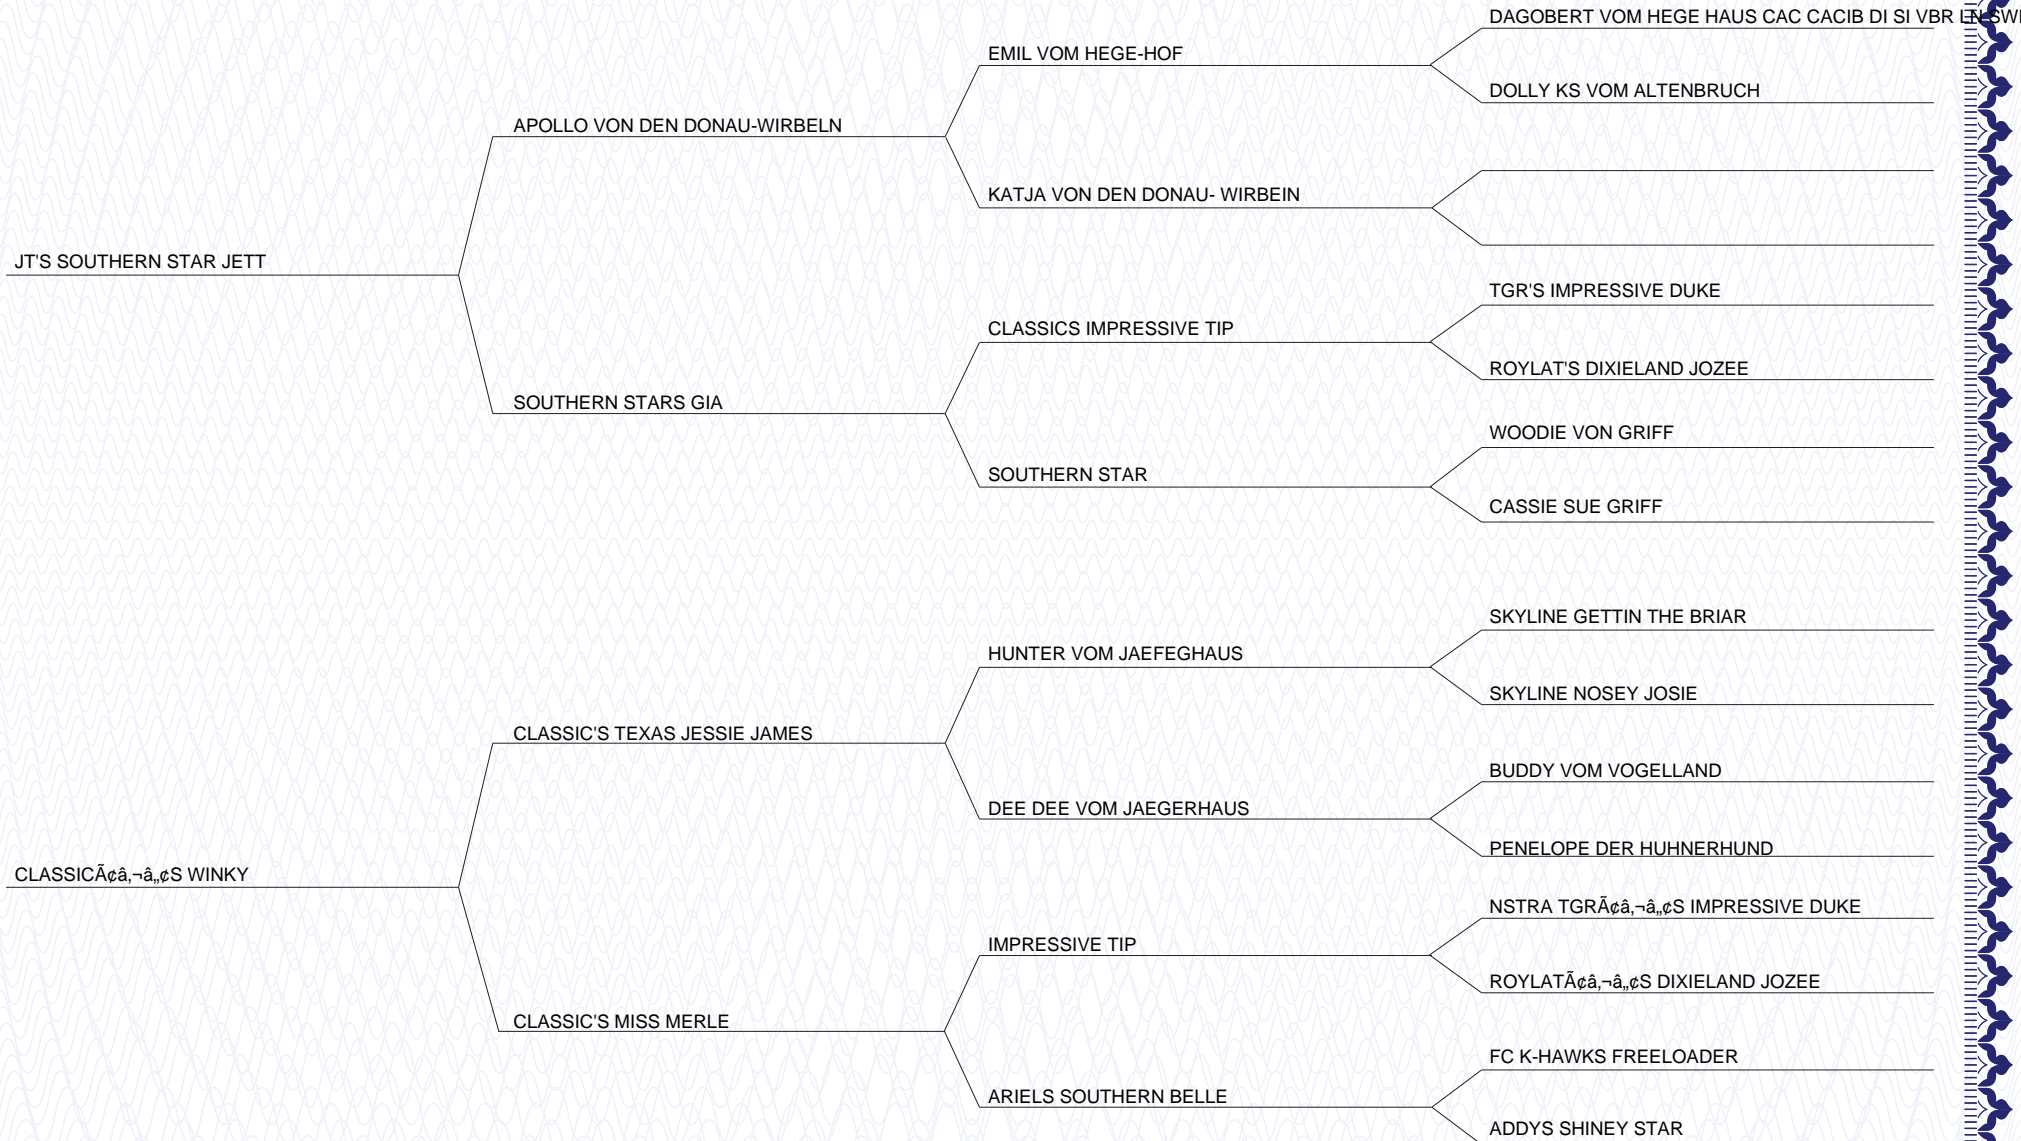 DAGOBERT VOM HEGE HAUS CAC CACIB DI SI VBR LN
EMIL VOM HEGE-HOF
DOLLY KS VOM ALTENBRUCH
APOLLO VON DEN DONAU-WIRBELN
KATJA VON DEN DONAU- WIRBEIN
JT'S SOUTHERN STAR JETT
TGR'S IMPRESSIVE DUKE
CLASSICS IMPRESSIVE TIP
ROYLAT'S DIXIELAND JOZEE
SOUTHERN STARS GIA
WOODIE VON GRIFF
SOUTHERN STAR
CASSIE SUE GRIFF
SKYLINE GETTIN THE BRIAR
HUNTER VOM JAEFEGHAUS
SKYLINE NOSEY JOSIE
CLASSIC'S TEXAS JESSIE JAMES
BUDDY VOM VOGELLAND
DEE DEE VOM JAEGERHAUS
PENELOPE DER HUHNERHUND
CLASSICÃ¢â‚¬â„¢S WINKY
NSTRA TGRÃ¢â‚¬â„¢S IMPRESSIVE DUKE
IMPRESSIVE TIP
ROYLATÃ¢â‚¬â„¢S DIXIELAND JOZEE
CLASSIC'S MISS MERLE
FC K-HAWKS FREELOADER
ARIELS SOUTHERN BELLE
ADDYS SHINEY STAR